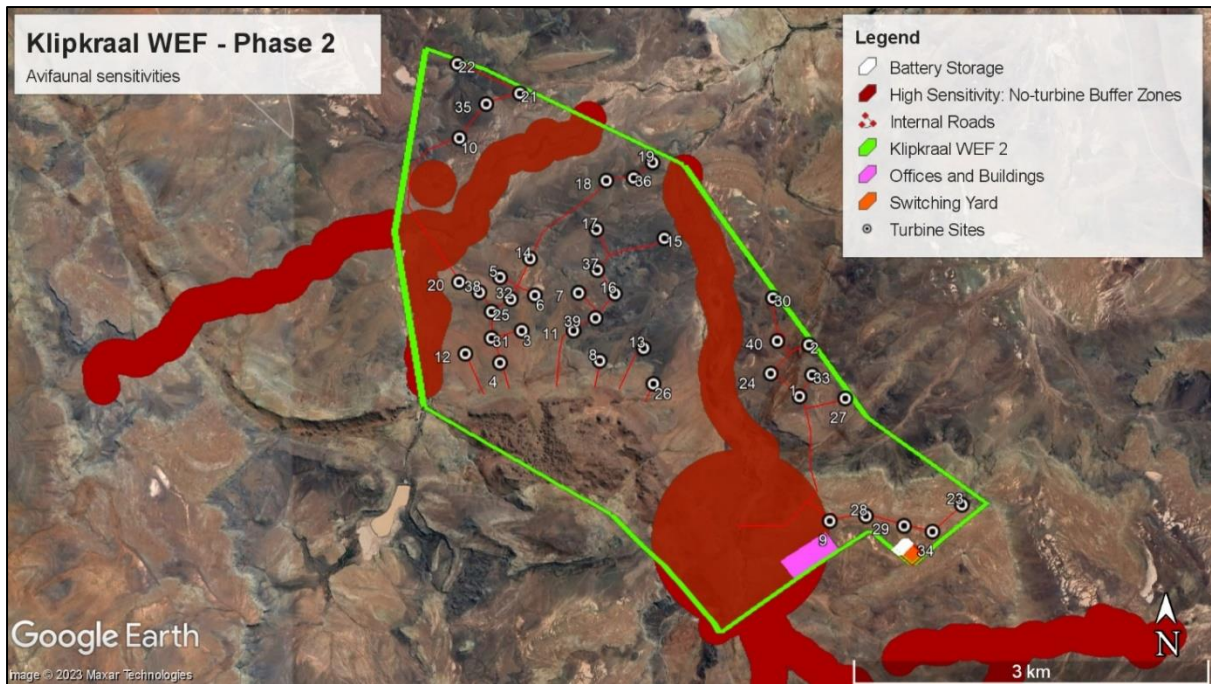 Klipkraal WEF - Phase 2
Avifaunal sensitivities
Legend
Battery Storage
High Sensitivity: No-turbine Buffer Zones
Internal Roads
Klipkraal WEF 2
Offices and Buildings
Switching Yard
Turbine Sites
22
21
35
10
19
36
18
17
15
14
37
5
20
38
32
6
7
16
30
25
39
11
3
31
40
2
13
12
8
4
24
33
26
1
27
23
28
29
9
34
Google Earth
Image © 2023 Maxar Technologies
N
3 km